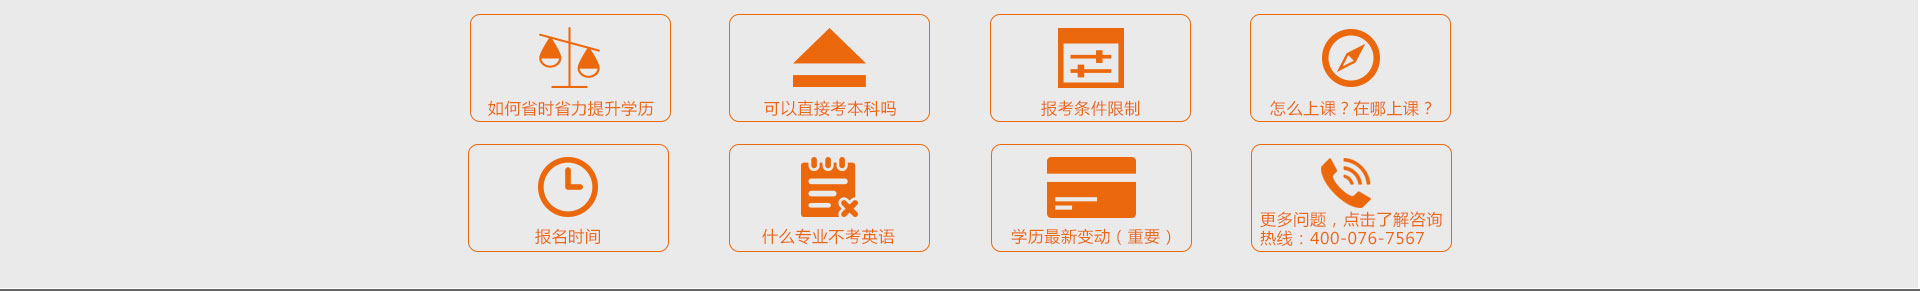 如何省时省力提升学历
可以直接考本科吗
报考条件限制
怎么上课？在哪上课？
报名时间
什么专业不考英语
学历最新变动（重要）
更多问题，点击了解咨询
热线：400-076-7567